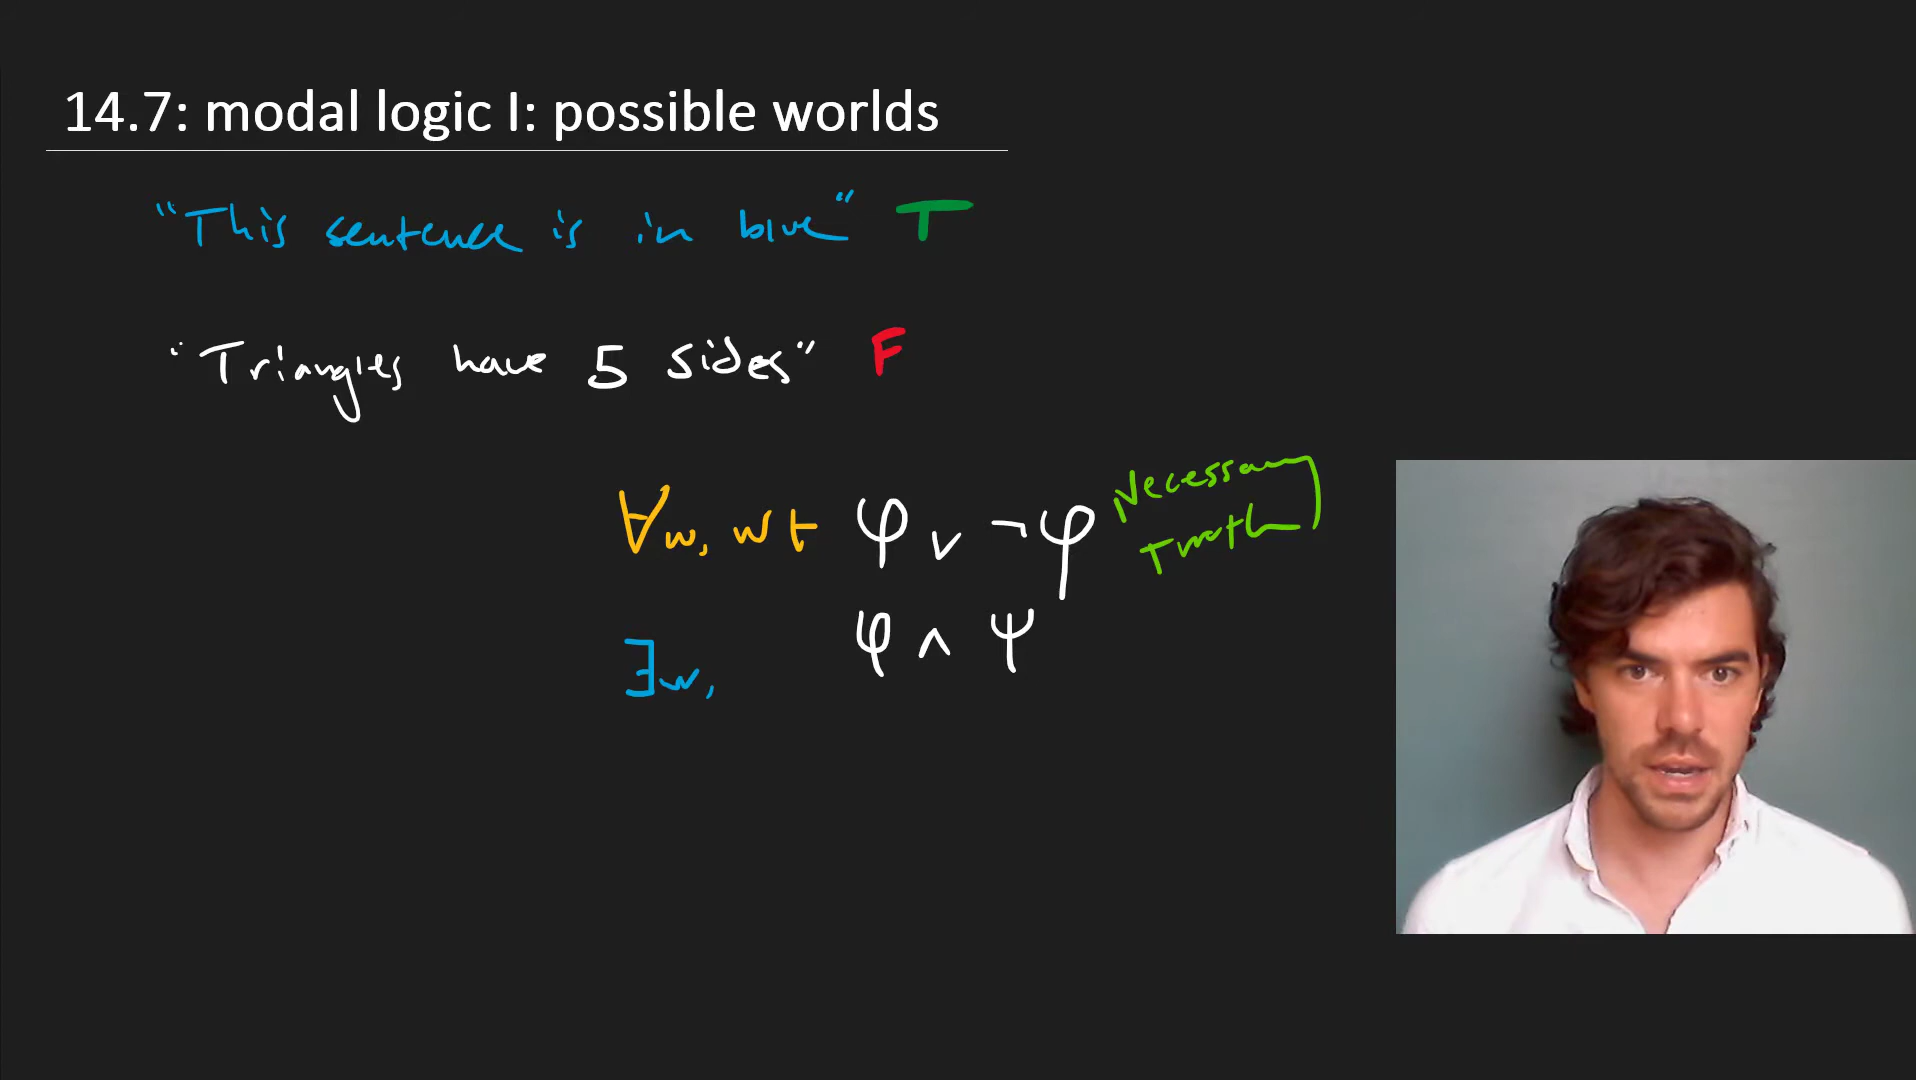 14.7: modal logic I: possible worlds
"This sentence is in blue" T
"Triangles have 5 sides" F
∀w, w ⊢ φ ∨ ¬φ Necessary
Truth
∃w, φ ∧ ψ